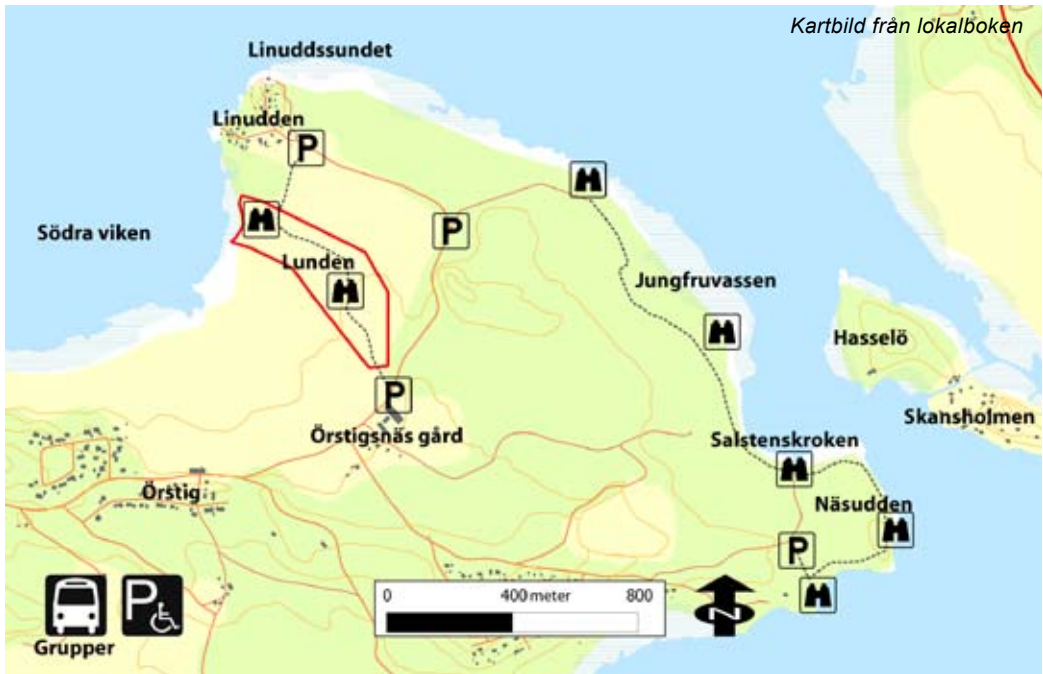 Kartbild från lokalboken
Linuddssundet
Linudden
P
Södra viken
P
Lunden
Jungfruvassen
Hasselö
P
Skansholmen
Örstigsnäs gård
Salstenskroken
Örstig
Näsudden
P
P
0 400 meter 800
N
Grupper